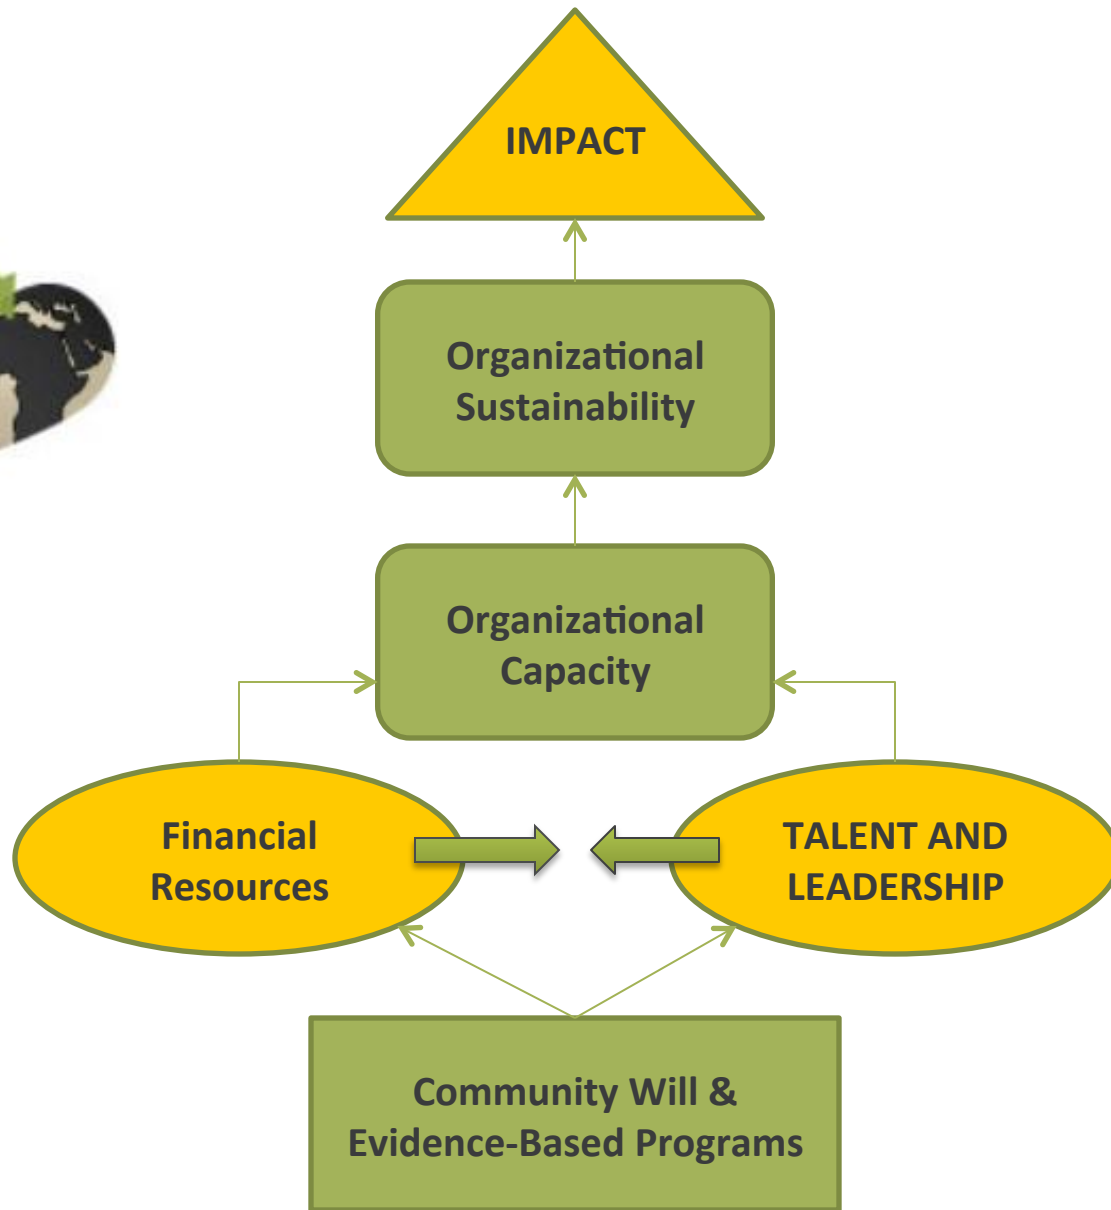 IMPACT
Organizational
Sustainability
Organizational
Capacity
Financial
Resources
TALENT AND
LEADERSHIP
Community Will &
Evidence-Based Programs